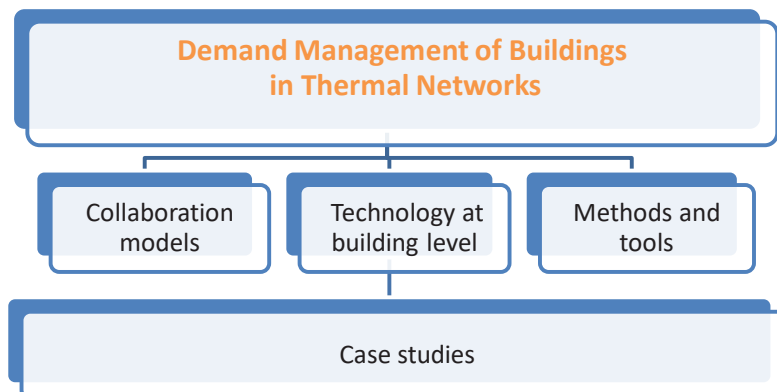 Demand Management of Buildings
in Thermal Networks
Collaboration
models
Technology at
building level
Methods and
tools
Case studies